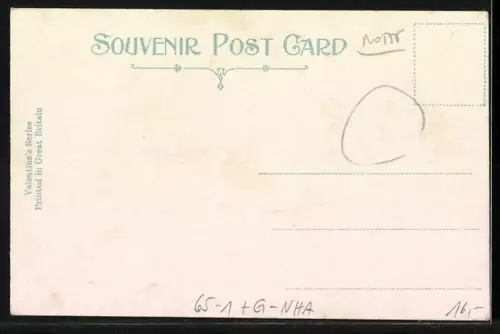 SOUVENIR POST CARD
Valentine's Series
Printed in Great Britain
65-1+G-NHA
16,-